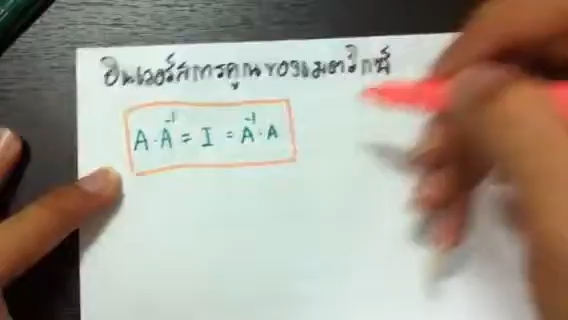 อินเวอร์สการคูณของเมตริกซ์
A·A⁻¹ = I = A⁻¹·A